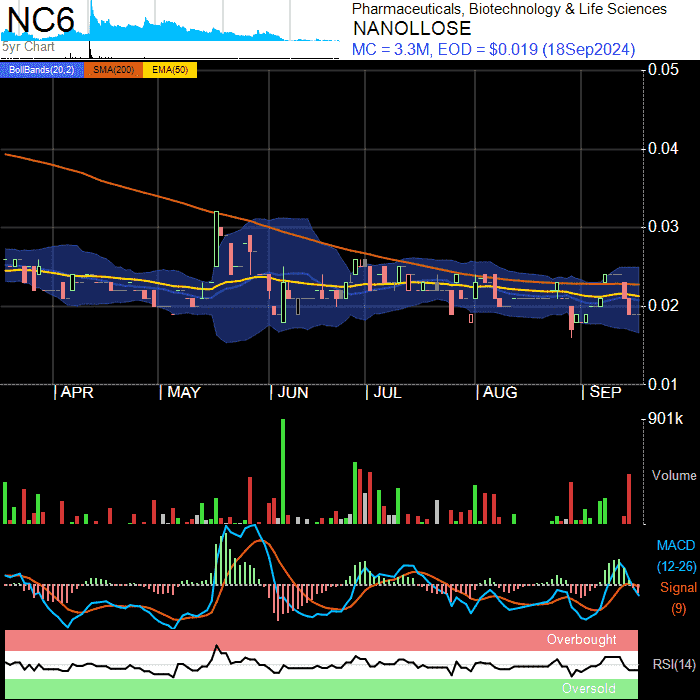 NC6
5yr Chart
Pharmaceuticals, Biotechnology & Life Sciences
NANOLLOSE
MC = 3.3M, EOD = $0.019 (18Sep2024)
BollBands(20,2) SMA(200) EMA(50)
0.05
0.04
0.03
0.02
0.01
APR MAY JUN JUL AUG SEP
901k
Volume
MACD
(12-26)
Signal
(9)
Overbought
RSI(14)
Oversold